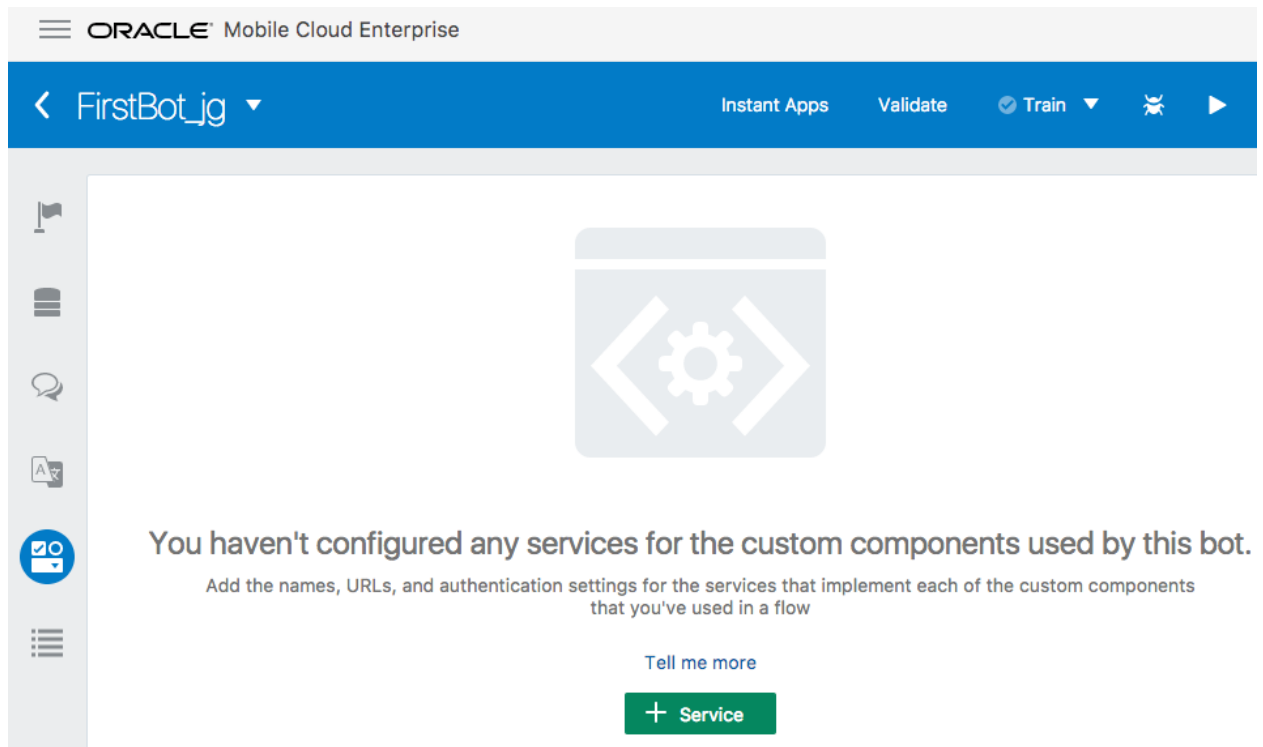 ORACLE® Mobile Cloud Enterprise
FirstBot_jg
Instant Apps Validate Train
A 文
You haven't configured any services for the custom components used by this bot.
Add the names, URLs, and authentication settings for the services that implement each of the custom components
that you've used in a flow
Tell me more
+ Service